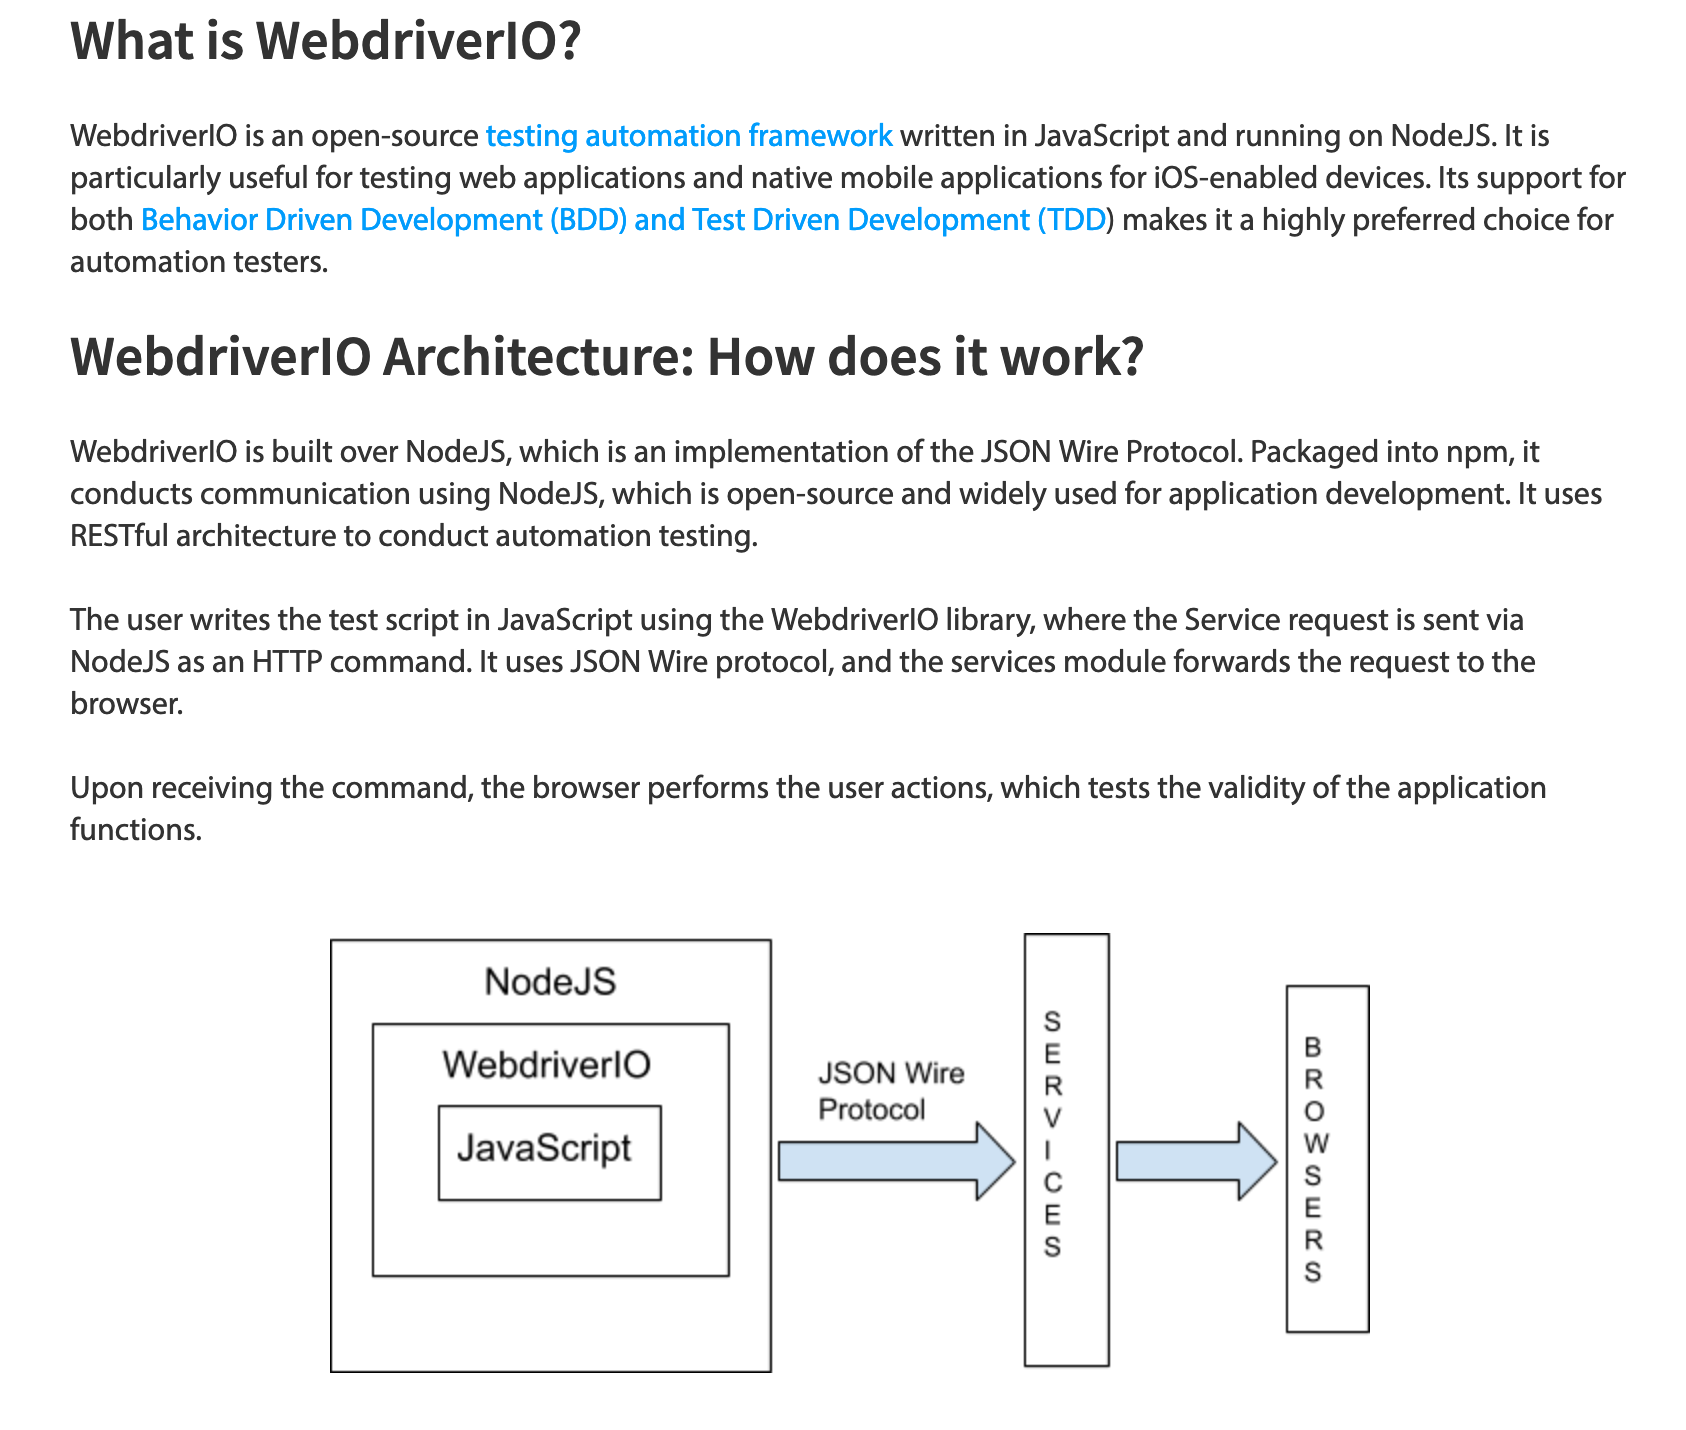 What is WebdriverIO?
WebdriverIO is an open-source testing automation framework written in JavaScript and running on NodeJS. It is
particularly useful for testing web applications and native mobile applications for iOS-enabled devices. Its support for
both Behavior Driven Development (BDD) and Test Driven Development (TDD) makes it a highly preferred choice for
automation testers.
WebdriverIO Architecture: How does it work?
WebdriverIO is built over NodeJS, which is an implementation of the JSON Wire Protocol. Packaged into npm, it
conducts communication using NodeJS, which is open-source and widely used for application development. It uses
RESTful architecture to conduct automation testing.
The user writes the test script in JavaScript using the WebdriverIO library, where the Service request is sent via
NodeJS as an HTTP command. It uses JSON Wire protocol, and the services module forwards the request to the
browser.
Upon receiving the command, the browser performs the user actions, which tests the validity of the application
functions.
NodeJS
WebdriverIO
JavaScript
JSON Wire
Protocol
SERVICES
BROWSERS